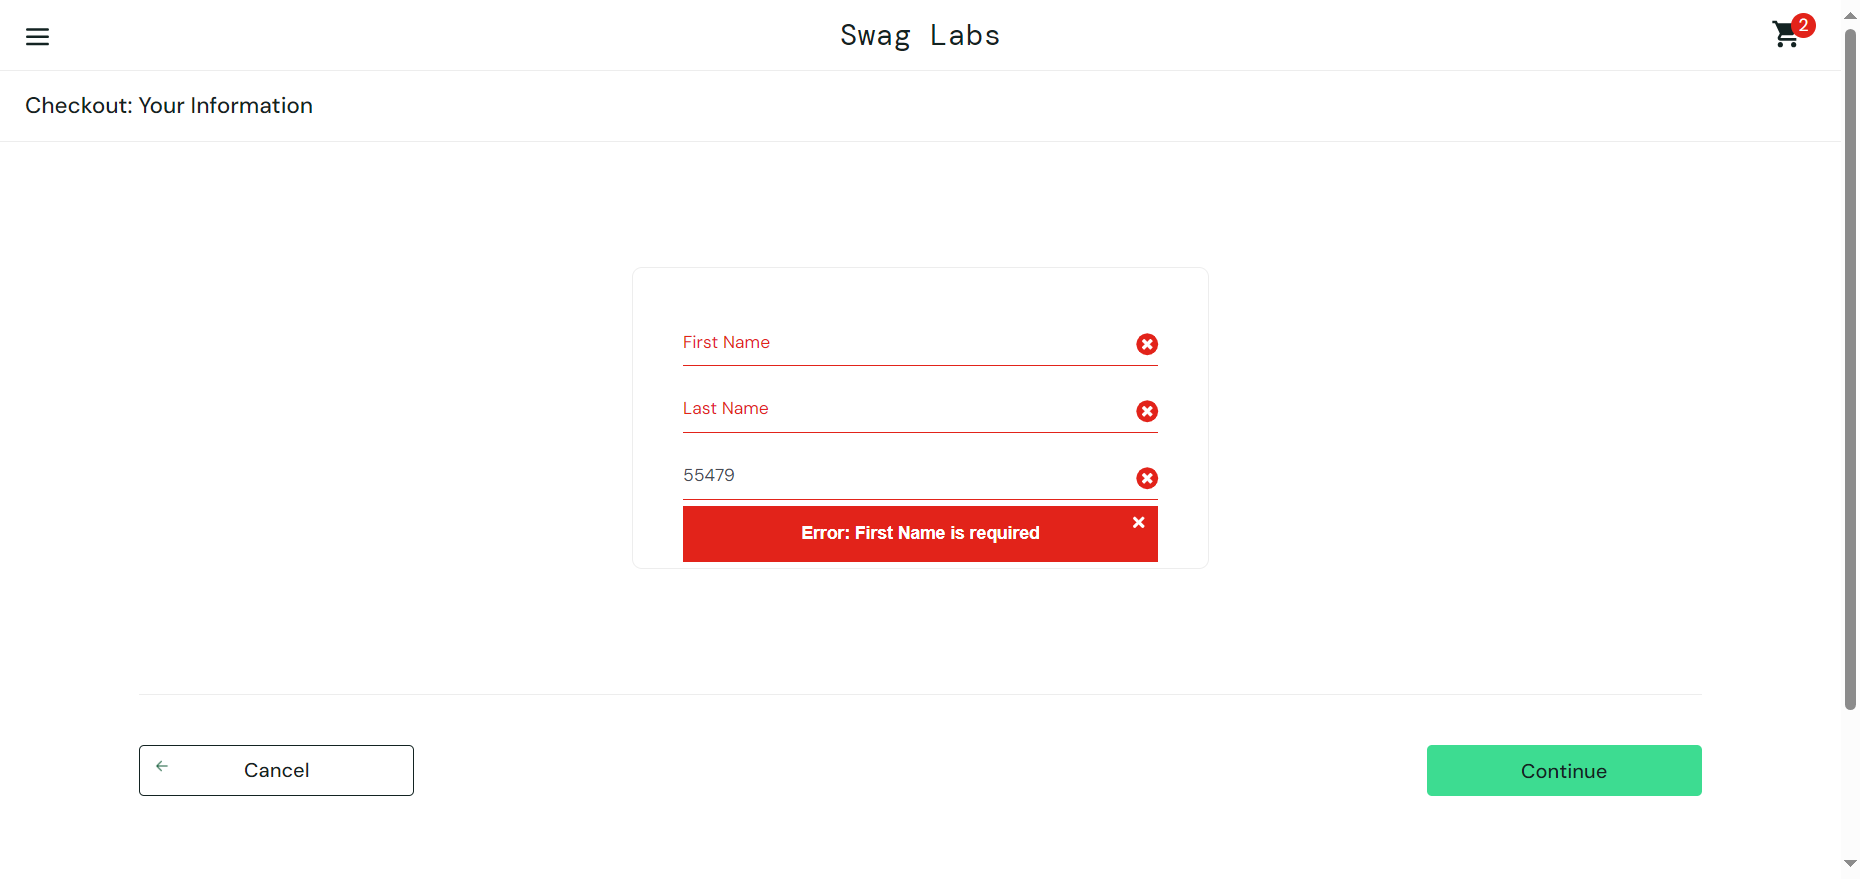 Swag Labs
2
Checkout: Your Information
First Name
Last Name
55479
Error: First Name is required
Cancel
Continue